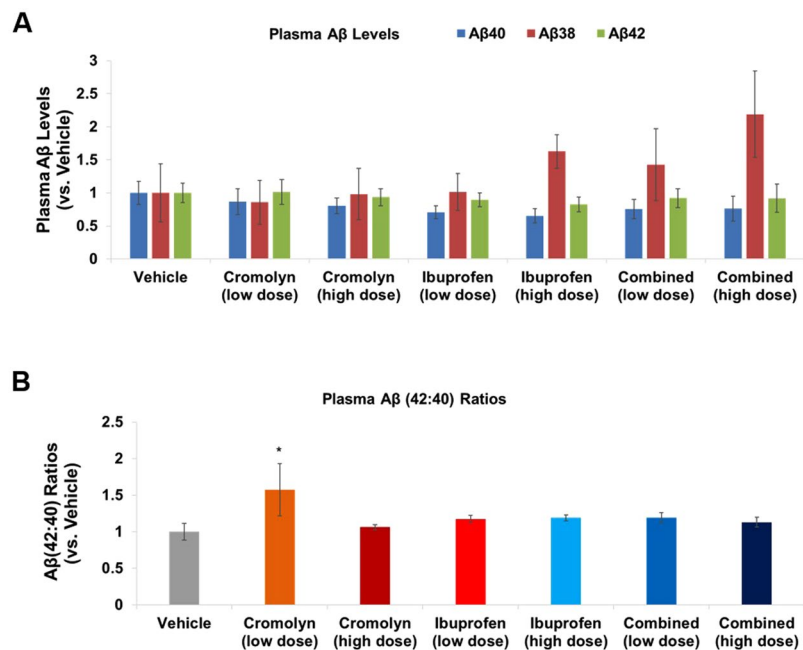 A
Plasma Aβ Levels
Aβ40 Aβ38 Aβ42
Plasma Aβ Levels
(vs. Vehicle)
3
2.5
2
1.5
1
0.5
0
Vehicle Cromolyn Cromolyn Ibuprofen Ibuprofen Combined Combined
(low dose) (high dose) (low dose) (high dose) (low dose) (high dose)
B
Plasma Aβ (42:40) Ratios
Aβ(42:40) Ratios
(vs. Vehicle)
2.5
2
1.5
1
0.5
0
*
Vehicle Cromolyn Cromolyn Ibuprofen Ibuprofen Combined Combined
(low dose) (high dose) (low dose) (high dose) (low dose) (high dose)